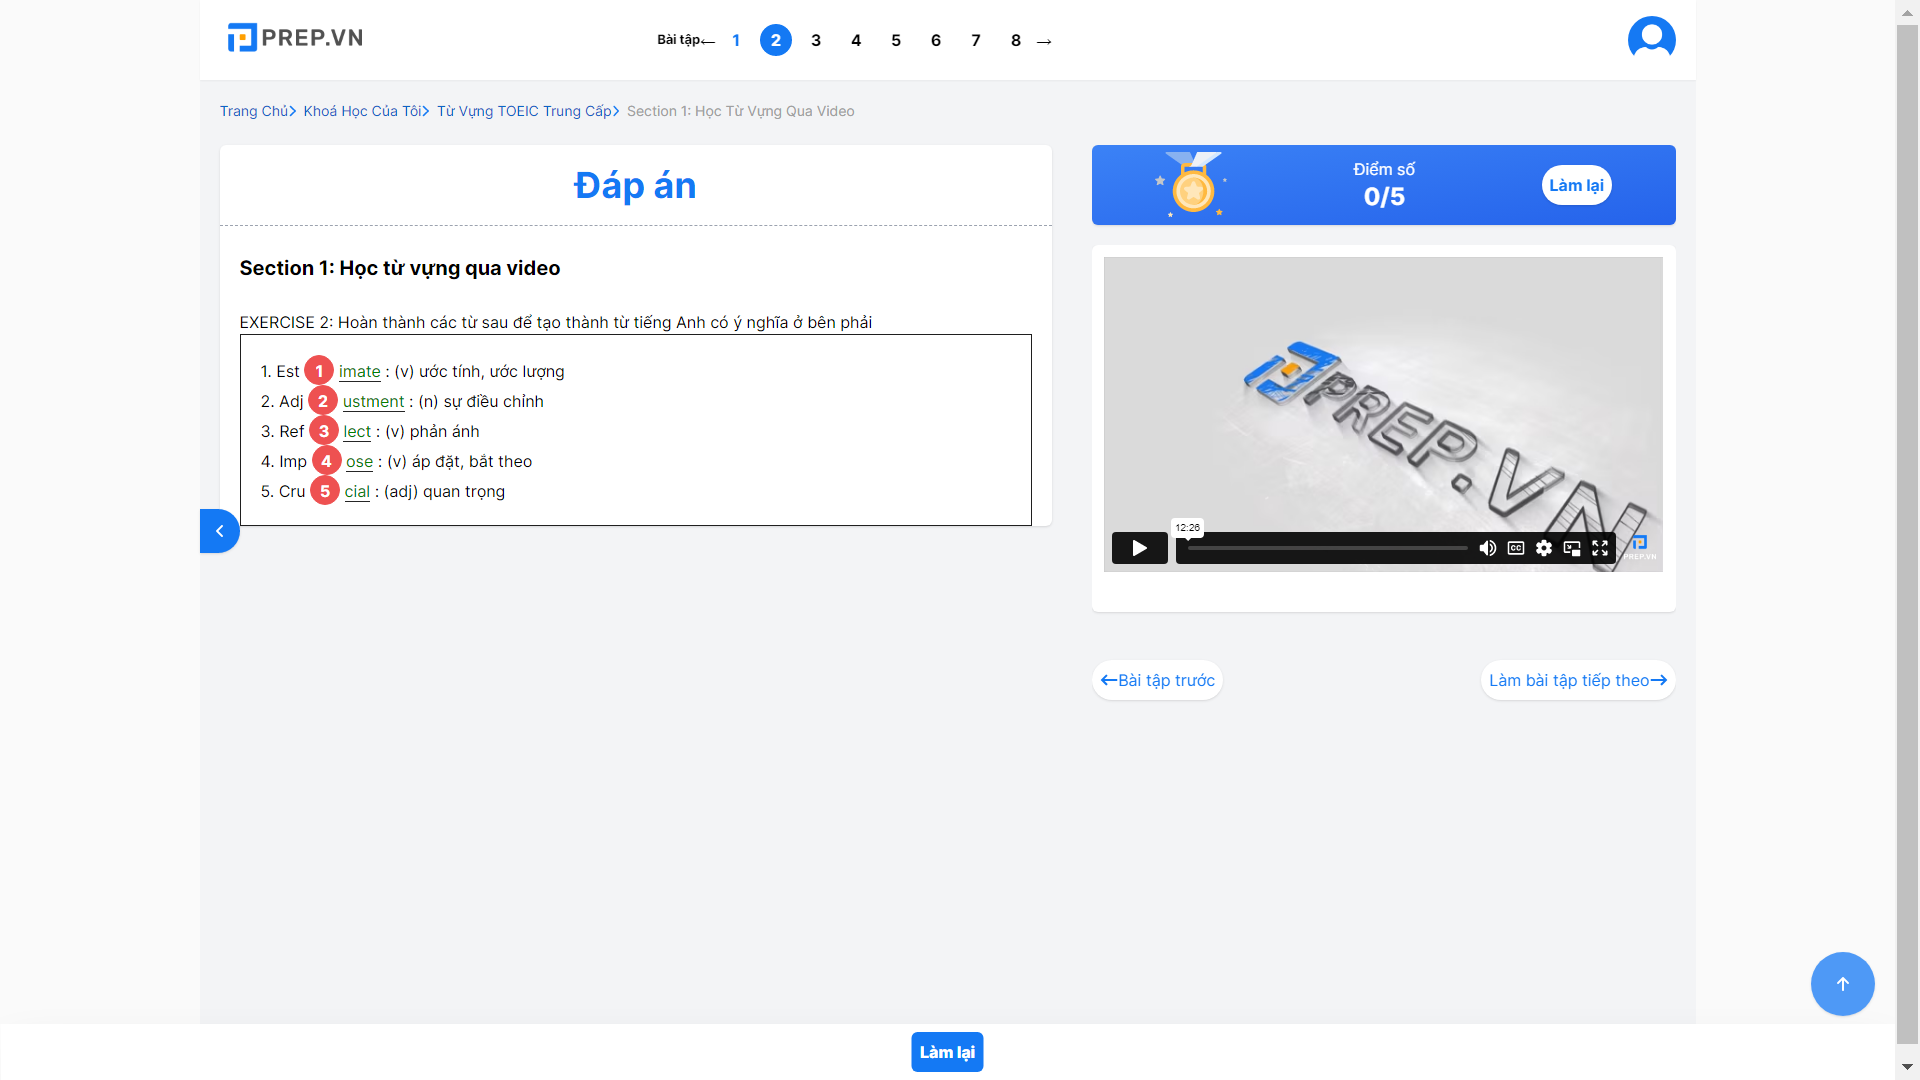 PREP.VN
Bài tập← 1 2 3 4 5 6 7 8 →
Trang Chủ› Khoá Học Của Tôi› Từ Vựng TOEIC Trung Cấp› Section 1: Học Từ Vựng Qua Video
Đáp án
Section 1: Học từ vựng qua video
EXERCISE 2: Hoàn thành các từ sau để tạo thành từ tiếng Anh có ý nghĩa ở bên phải
1. Est 1 imate : (v) ước tính, ước lượng
2. Adj 2 ustment : (n) sự điều chỉnh
3. Ref 3 lect : (v) phản ánh
4. Imp 4 ose : (v) áp đặt, bắt theo
5. Cru 5 cial : (adj) quan trọng
Điểm số
0/5
Làm lại
PREP.VN
12:26
CC
PREP.VN
←Bài tập trước
Làm bài tập tiếp theo→
Làm lại